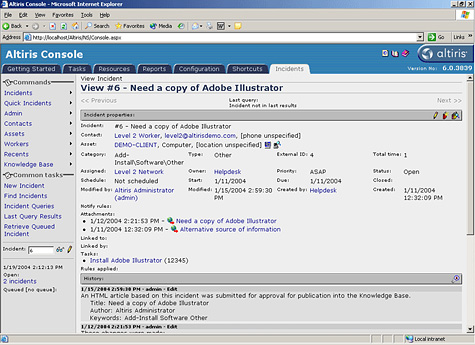 Altiris Console - Microsoft Internet Explorer
File Edit View Favorites Tools Help
Back Search Favorites Media
Address http://localhost/Altiris/NS/Console.aspx Go Links
Altiris Console altiris
Getting Started Tasks Resources Reports Configuration Shortcuts Incidents Version No: 6.0.3839
Commands
Incidents
Quick Incidents
Admin
Contacts
Assets
Workers
Recents
Knowledge Base
Common tasks
New Incident
Find Incidents
Incident Queries
Last Query Results
Retrieve Queued Incident
Incident: 6
1/19/2004 2:12:13 PM
Open:
2 incidents
Queued [no queue]:
View Incident
View #6 - Need a copy of Adobe Illustrator
<< Previous Last query: Next >>
Incident not in last results
Incident properties:
Incident: #6 - Need a copy of Adobe Illustrator
Contact: Level 2 Worker, level2@altirisdemo.com, [phone unspecified]
Asset: DEMO-CLIENT, Computer, [location unspecified]
Category: Add-Install\Software\Other Type: Other External ID: 4 Total time: 1
Assigned: Level 2 Network Owner: Helpdesk Priority: ASAP Status: Open
Schedule: Not scheduled Start: 1/11/2004 Due: 1/11/2004 Closed:
Modified by: Altiris Administrator (admin) Modified: 1/15/2004 2:59:30 PM Created by: Helpdesk Created: 1/11/2004 12:32:09 PM
Notify rules:
Attachments:
• 1/12/2004 2:21:53 PM - Need a copy of Adobe Illustrator
• 1/11/2004 12:32:09 PM - Alternative source of information
Linked to:
Linked by:
Tasks:
• Install Adobe Illustrator (12345)
Rules applied:
History:
1/15/2004 2:59:30 PM - admin - Edit
An HTML article based on this incident was submitted for approval for publication into the Knowledge Base.
Title: Need a copy of Adobe Illustrator
Author: Altiris Administrator
Keywords: Add-Install Software Other
1/12/2004 2:21:53 PM - admin - Edit
Local intranet